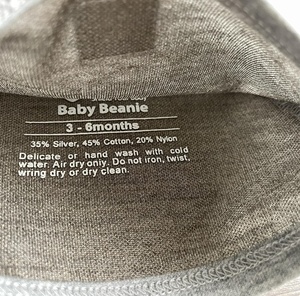 Baby Beanie
3 - 6months
35% Silver, 45% Cotton, 20% Nylon
Delicate or hand wash with cold
water. Air dry only. Do not iron, twist,
wring dry or dry clean.